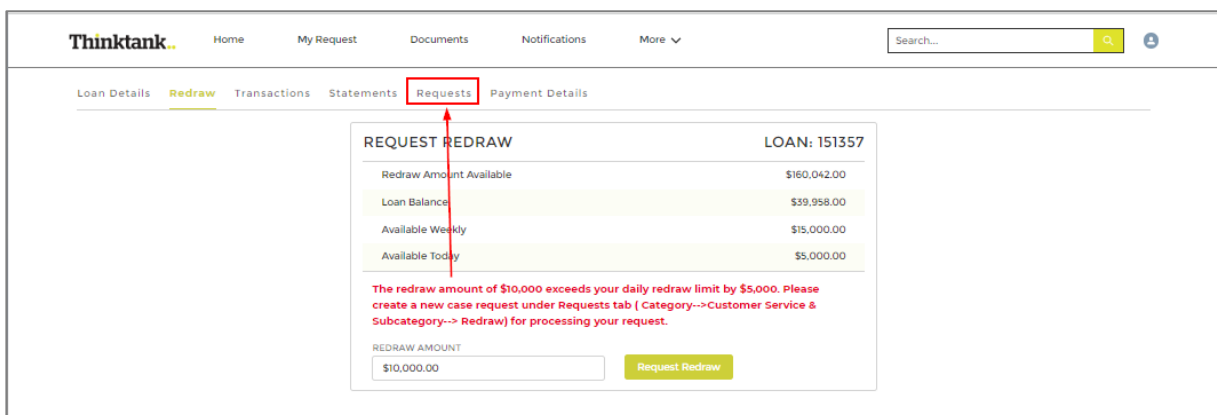 Thinktank.. Home My Request Documents Notifications More Search...
Loan Details Redraw Transactions Statements Requests Payment Details
REQUEST REDRAW LOAN: 151357
Redraw Amount Available $160,042.00
Loan Balance $39,958.00
Available Weekly $15,000.00
Available Today $5,000.00
The redraw amount of $10,000 exceeds your daily redraw limit by $5,000. Please
create a new case request under Requests tab ( Category-->Customer Service &
Subcategory--> Redraw) for processing your request.
REDRAW AMOUNT
$10,000.00 Request Redraw